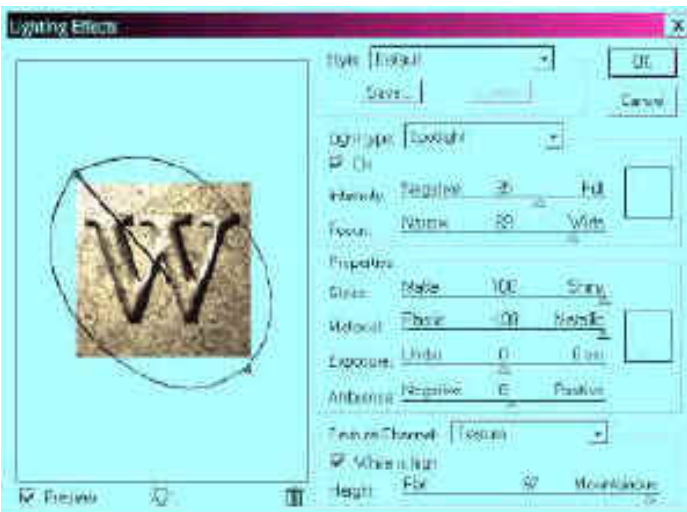 Lighting Effects
Style: Default
OK
Save...
Cancel
Light type: Spotlight
On
Intensity: Negative 35 Full
Focus: Narrow 69 Wide
W
Properties:
Gloss: Matte 100 Shiny
Material: Plastic 100 Metallic
Exposure: Under 0 Over
Ambience: Negative Positive
Texture Channel: Texture
White is high
Preview
Height: Flat Mountainous